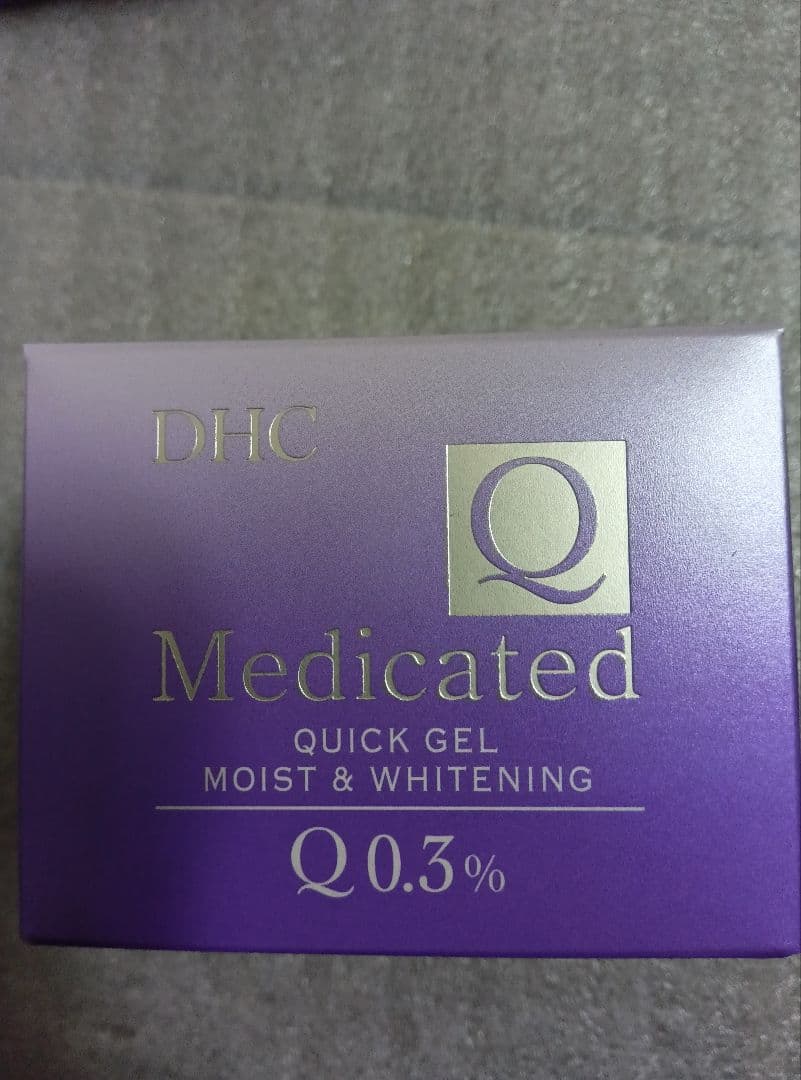 DHC
Q
Medicated
QUICK GEL
MOIST & WHITENING
Q 0.3%